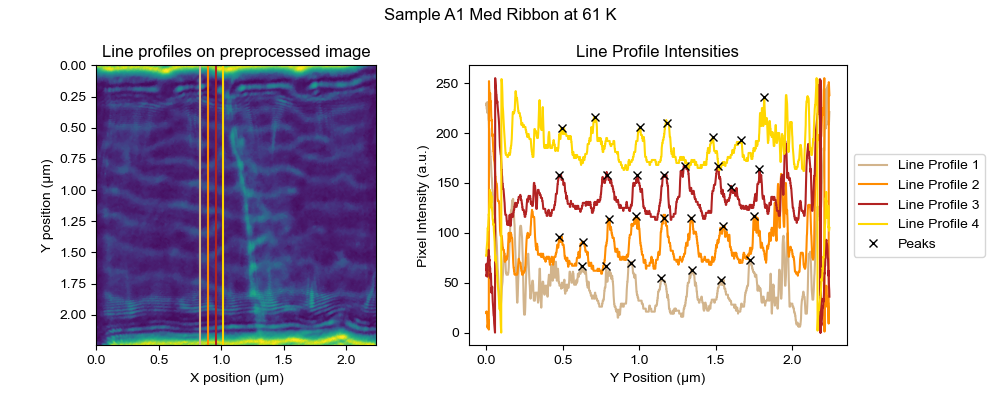 Sample A1 Med Ribbon at 61 K
Line profiles on preprocessed image
0.00
0.25
0.50
0.75
1.00
1.25
1.50
1.75
2.00
Y position (μm)
0.0
0.5
1.0
1.5
2.0
X position (μm)
Line Profile Intensities
250
200
150
100
50
0
Pixel Intensity (a.u.)
0.0
0.5
1.0
1.5
2.0
Y Position (μm)
Line Profile 1
Line Profile 2
Line Profile 3
Line Profile 4
Peaks